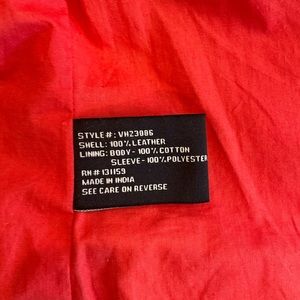 STYLE#: VHZ3086
SHELL: 100% LEATHER
LINING: BODY - 100% COTTON
SLEEVE - 100% POLYESTER
RN# 131159
MADE IN INDIA
SEE CARE ON REVERSE